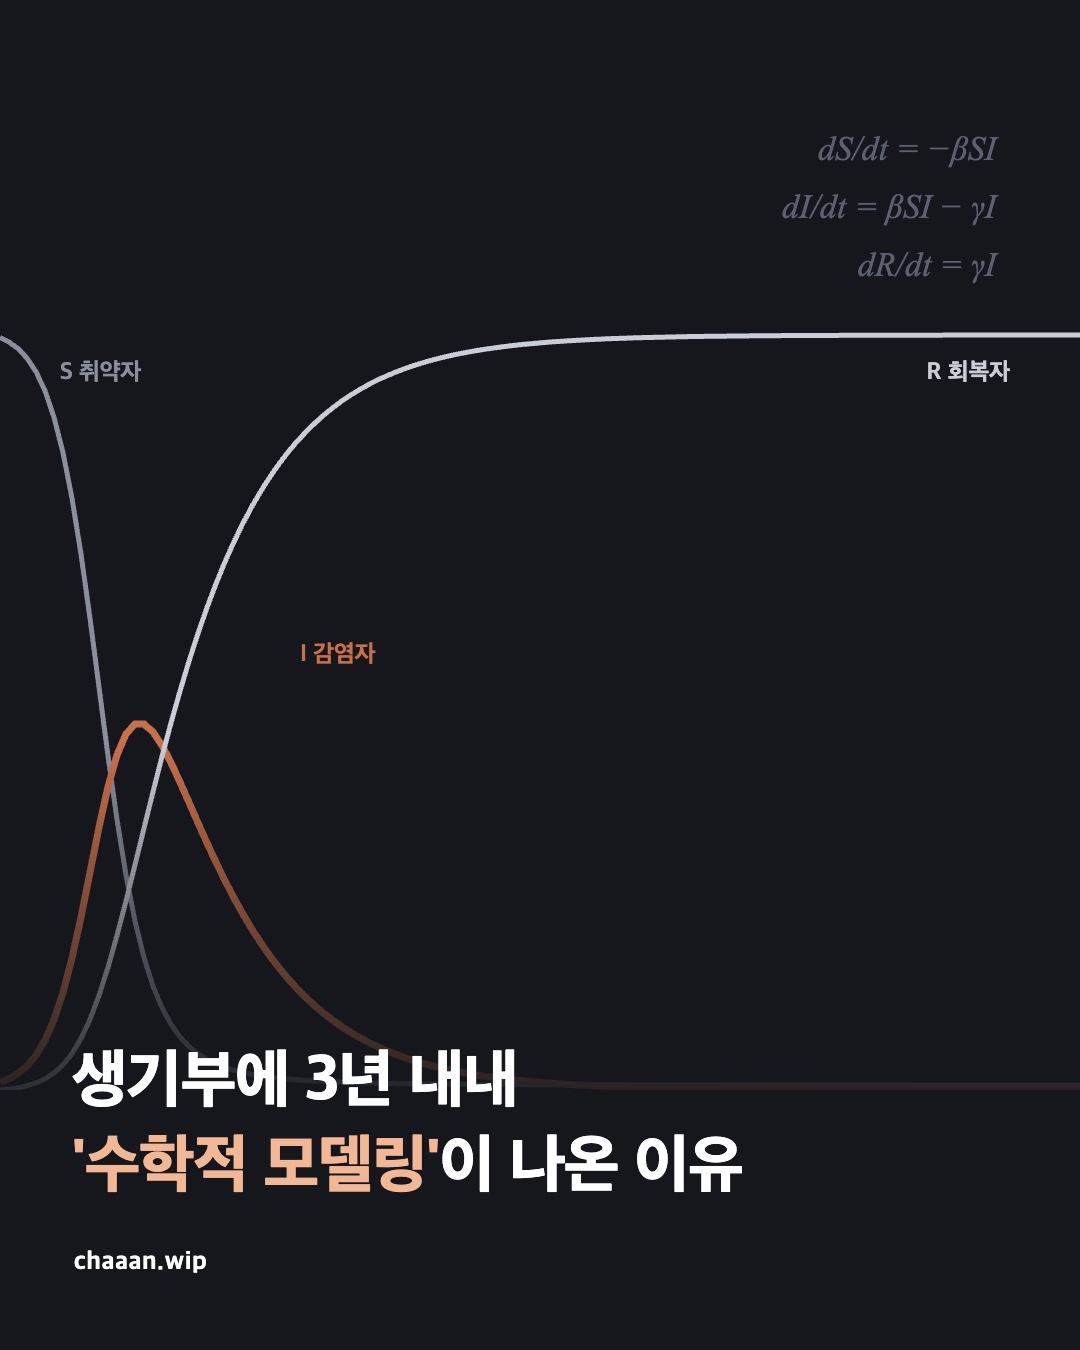 dS/dt = −βSI
dI/dt = βSI − γI
dR/dt = γI
S 취약자
R 회복자
I 감염자
생기부에 3년 내내
'수학적 모델링'이 나온 이유
chaaan.wip